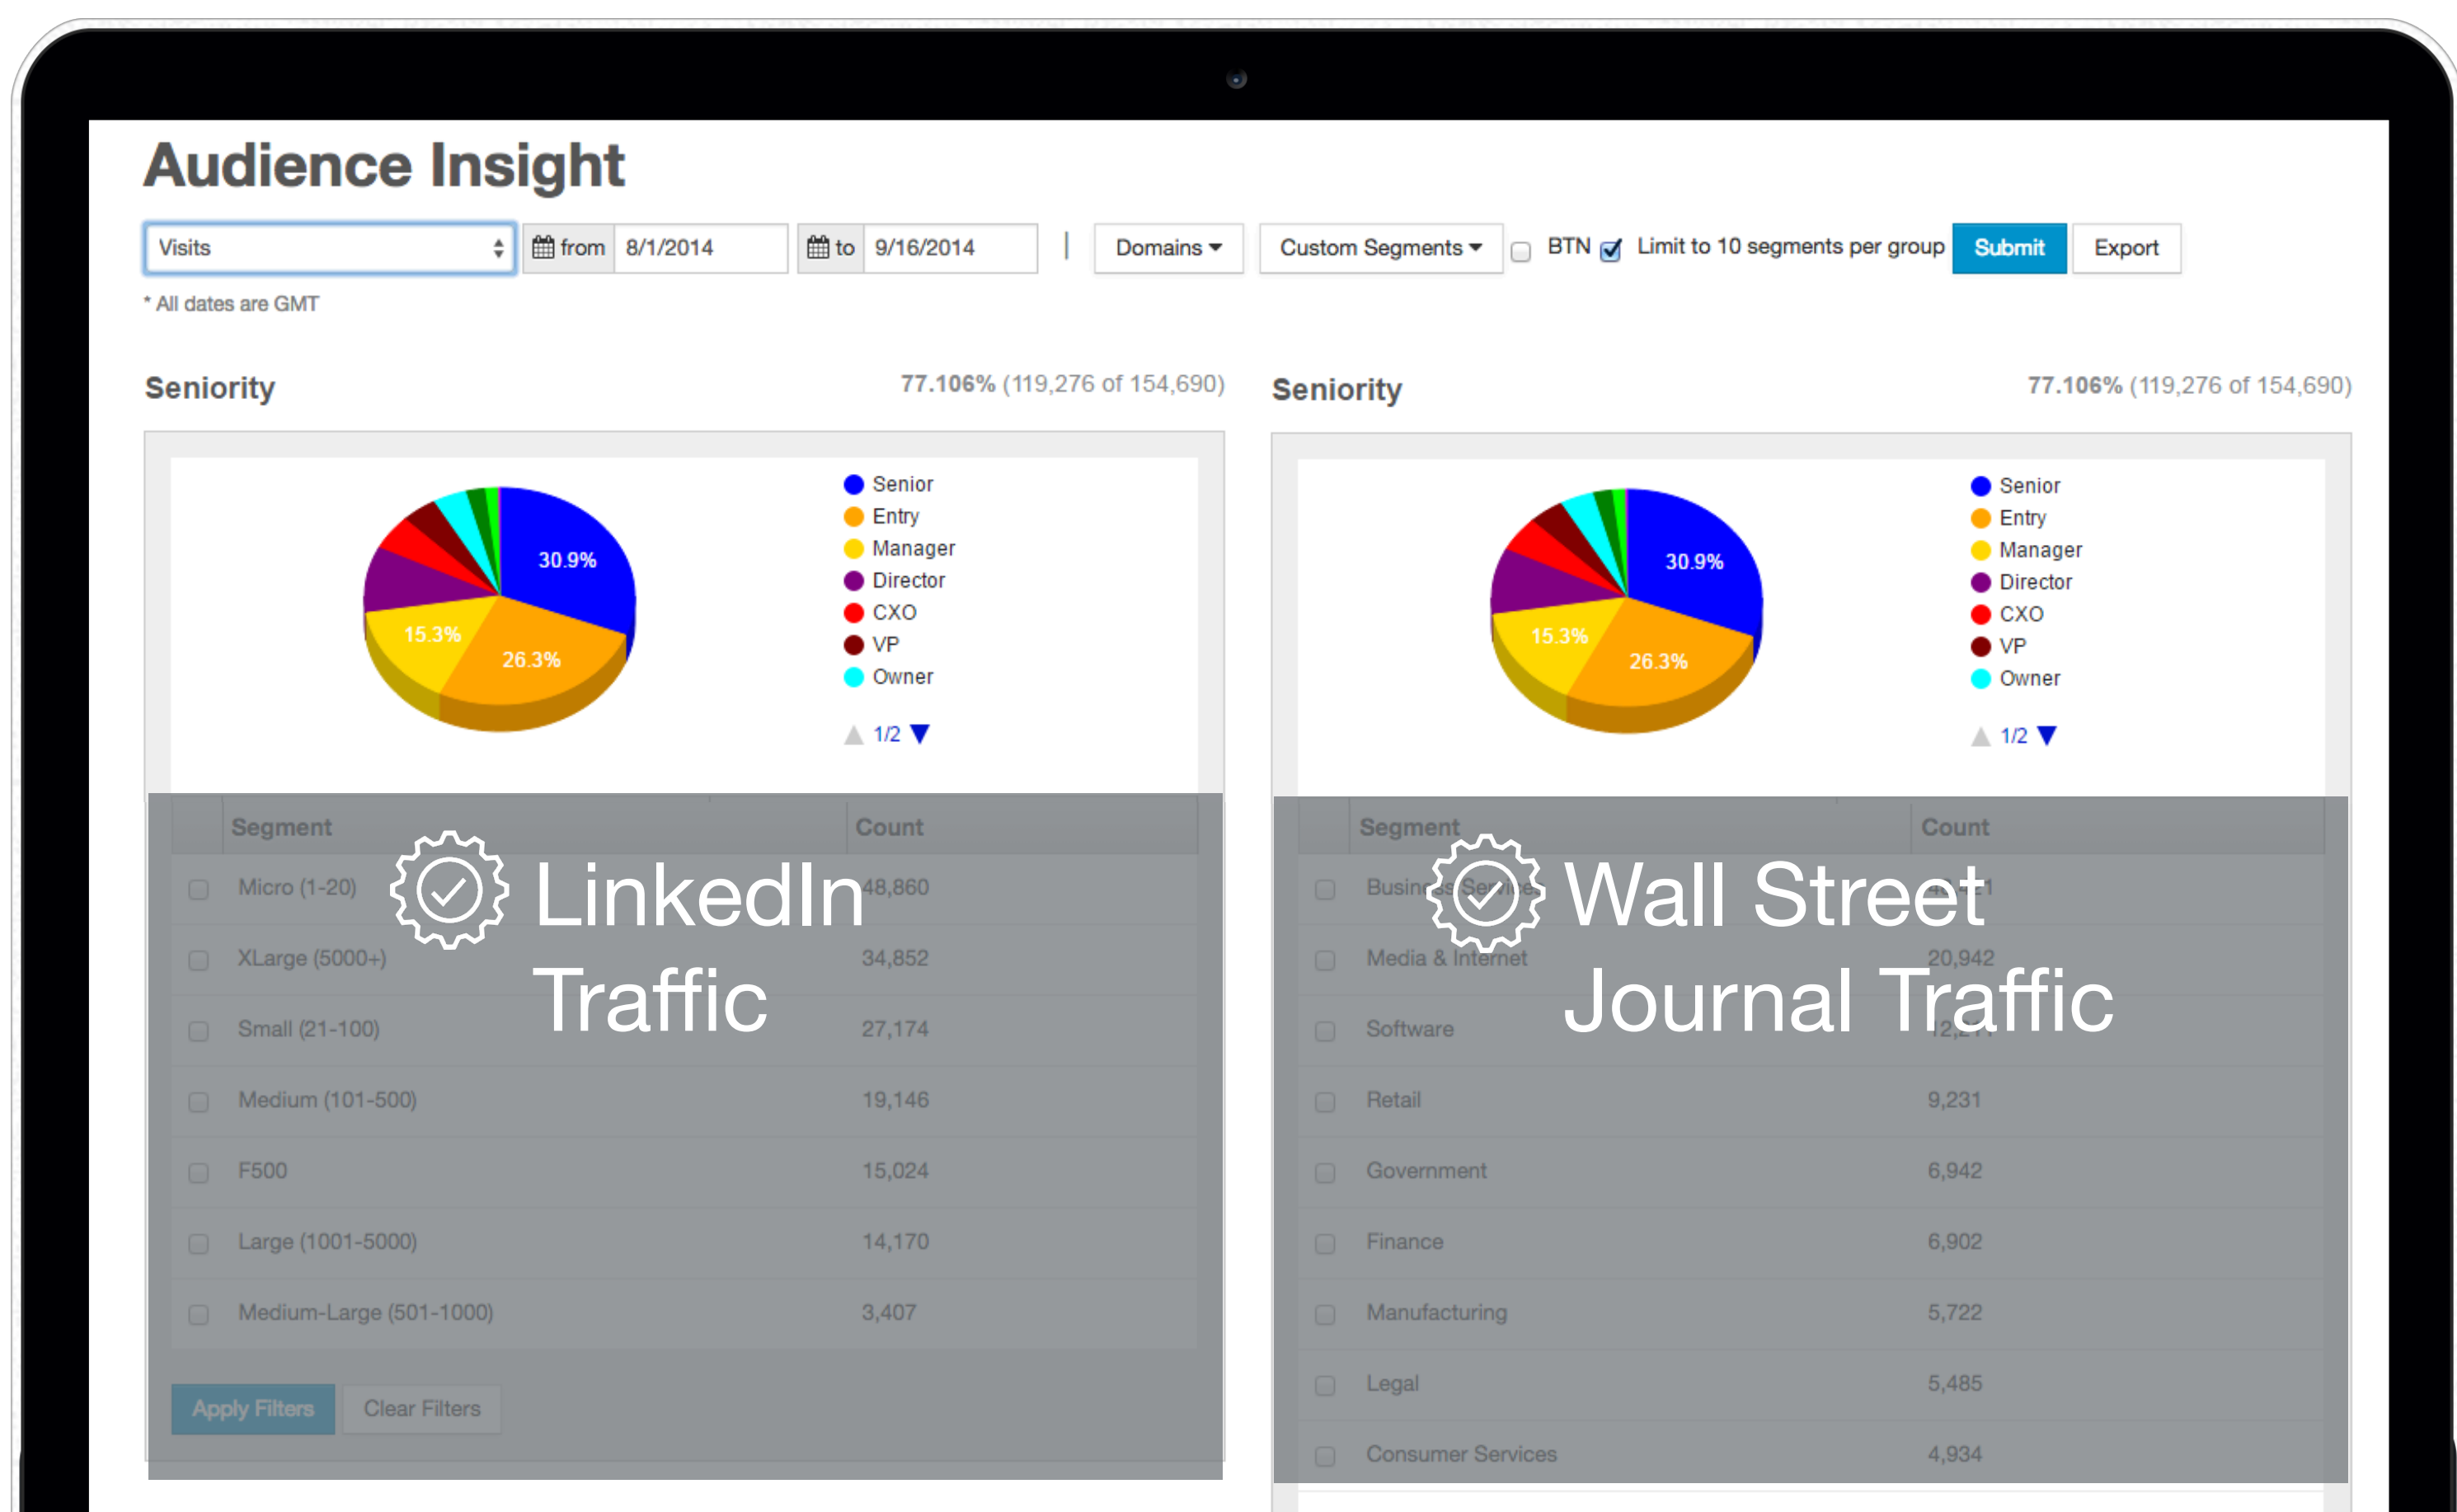 Audience Insight
Visits from 8/1/2014 to 9/16/2014 | Domains Custom Segments BTN Limit to 10 segments per group Submit Export
* All dates are GMT
Seniority 77.106% (119,276 of 154,690)
30.9%
15.3%
26.3%
Senior
Entry
Manager
Director
CXO
VP
Owner
1/2
Segment Count
Micro (1-20) 48,860
XLarge (5000+) 34,852
Small (21-100) 27,174
Medium (101-500) 19,146
F500 15,024
Large (1001-5000) 14,170
Medium-Large (501-1000) 3,407
Apply Filters Clear Filters
LinkedIn
Traffic
Seniority 77.106% (119,276 of 154,690)
30.9%
15.3%
26.3%
Senior
Entry
Manager
Director
CXO
VP
Owner
1/2
Segment Count
Business Services
Media & Internet 20,942
Software
Retail 9,231
Government 6,942
Finance 6,902
Manufacturing 5,722
Legal 5,485
Consumer Services 4,934
Wall Street
Journal Traffic